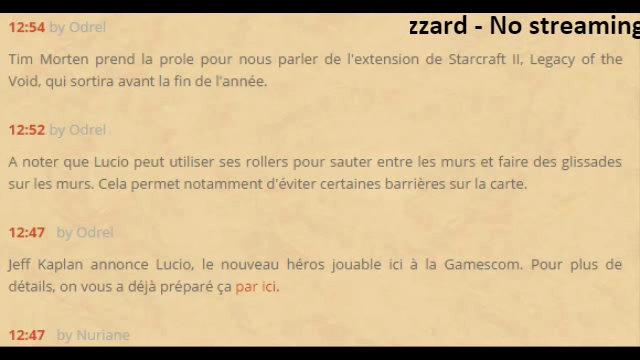 zzard - No streaming
12:54 by Odrel
Tim Morten prend la prole pour nous parler de l'extension de Starcraft II, Legacy of the
Void, qui sortira avant la fin de l'année.
12:52 by Odrel
A noter que Lucio peut utiliser ses rollers pour sauter entre les murs et faire des glissades
sur les murs. Cela permet notamment d'éviter certaines barrières sur la carte.
12:47 by Odrel
Jeff Kaplan annonce Lucio, le nouveau héros jouable ici à la Gamescom. Pour plus de
détails, on vous a déjà préparé ça par ici.
12:47 by Nuriane